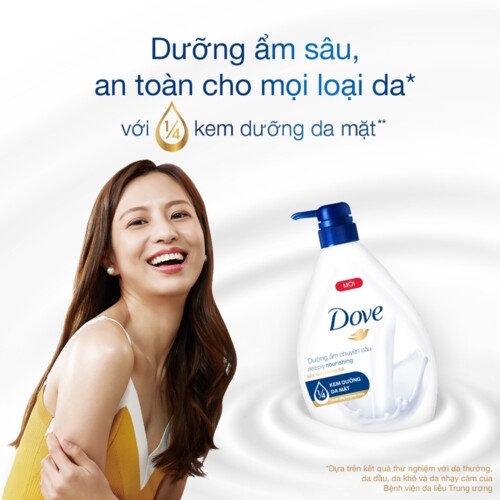 Dưỡng ẩm sâu,
an toàn cho mọi loại da*
với 1/4 kem dưỡng da mặt**
MỚI
Dove
Dưỡng ẩm chuyên sâu
deeply nourishing
1/4 KEM DƯỠNG
DA MẶT
*Dựa trên kết quả thử nghiệm với da thường,
da dầu, da khô và da nhạy cảm của
Bệnh viện da liễu Trung ương